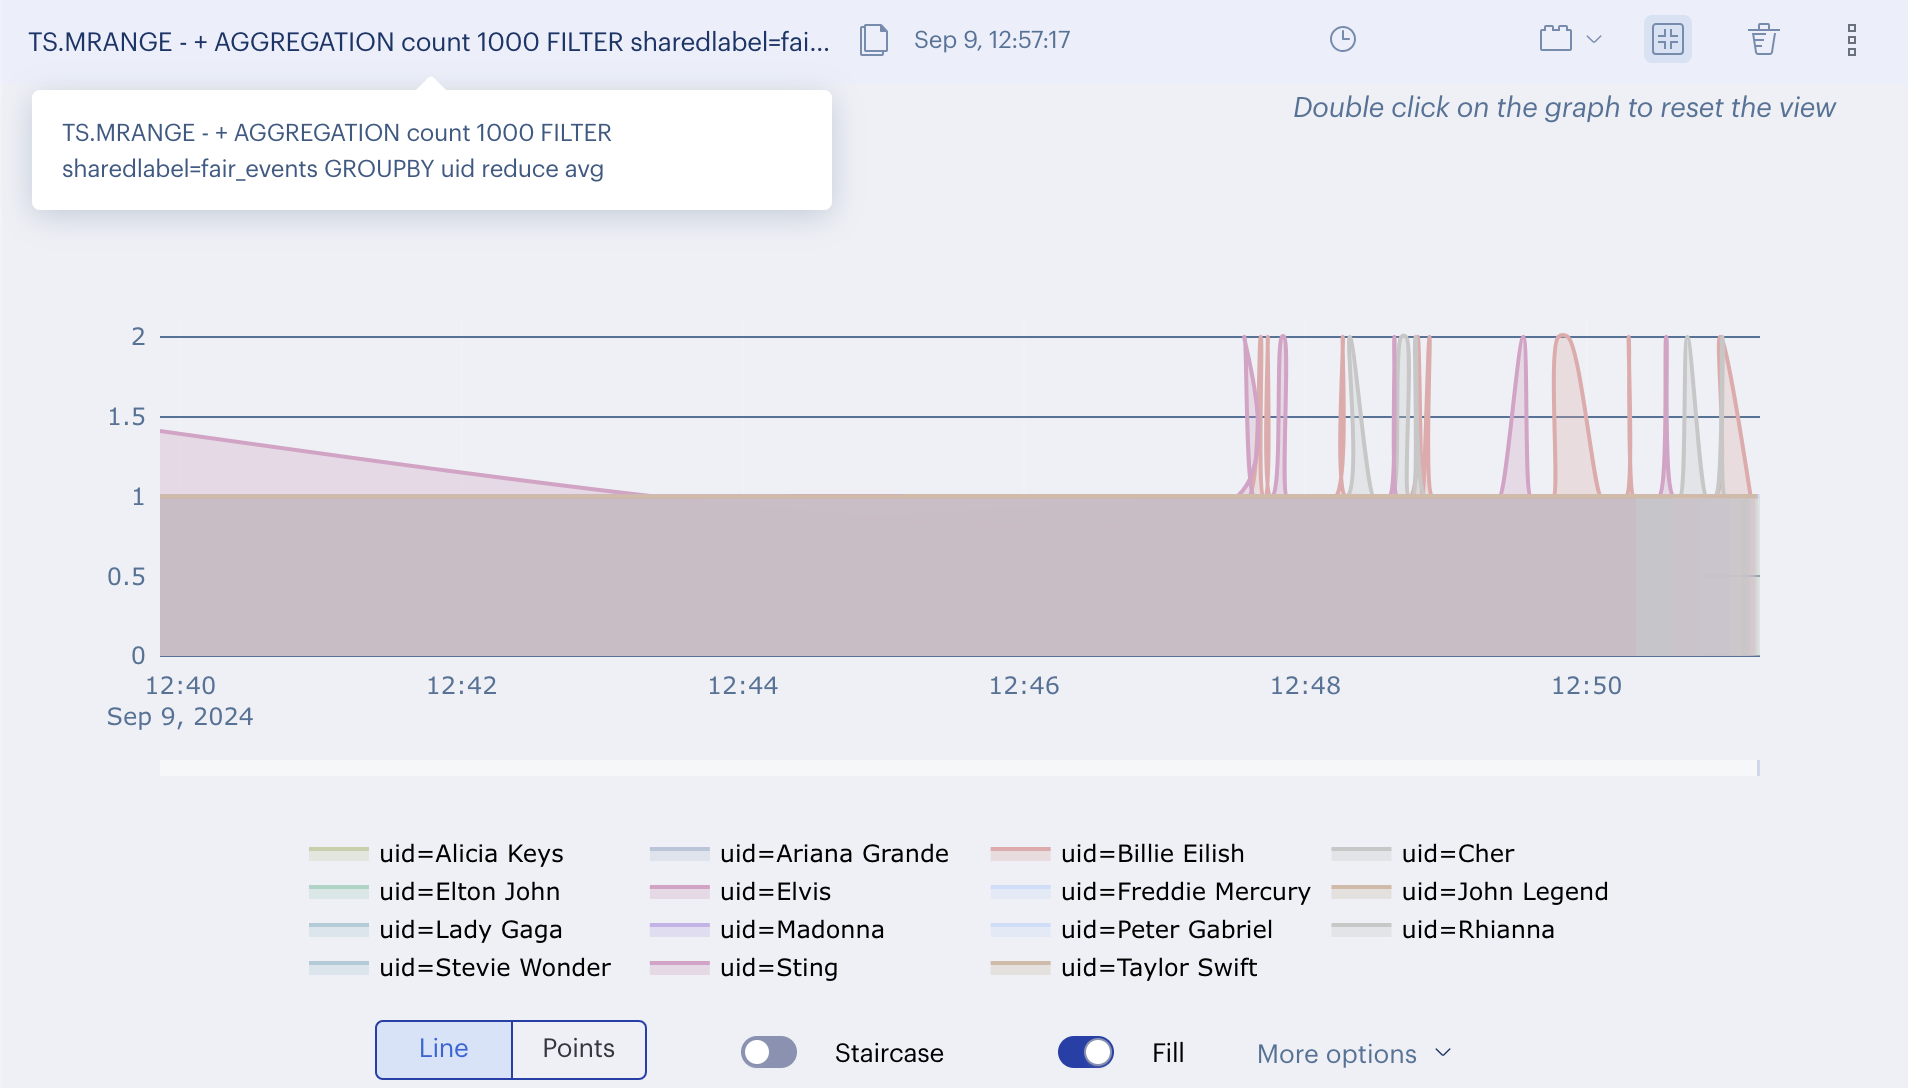 TS.MRANGE - + AGGREGATION count 1000 FILTER sharedlabel=fai...
Sep 9, 12:57:17
TS.MRANGE - + AGGREGATION count 1000 FILTER
sharedlabel=fair_events GROUPBY uid reduce avg
Double click on the graph to reset the view
2
1.5
1
0.5
0
12:40 12:42 12:44 12:46 12:48 12:50
Sep 9, 2024
uid=Alicia Keys uid=Ariana Grande uid=Billie Eilish uid=Cher
uid=Elton John uid=Elvis uid=Freddie Mercury uid=John Legend
uid=Lady Gaga uid=Madonna uid=Peter Gabriel uid=Rhianna
uid=Stevie Wonder uid=Sting uid=Taylor Swift
Line Points Staircase Fill More options